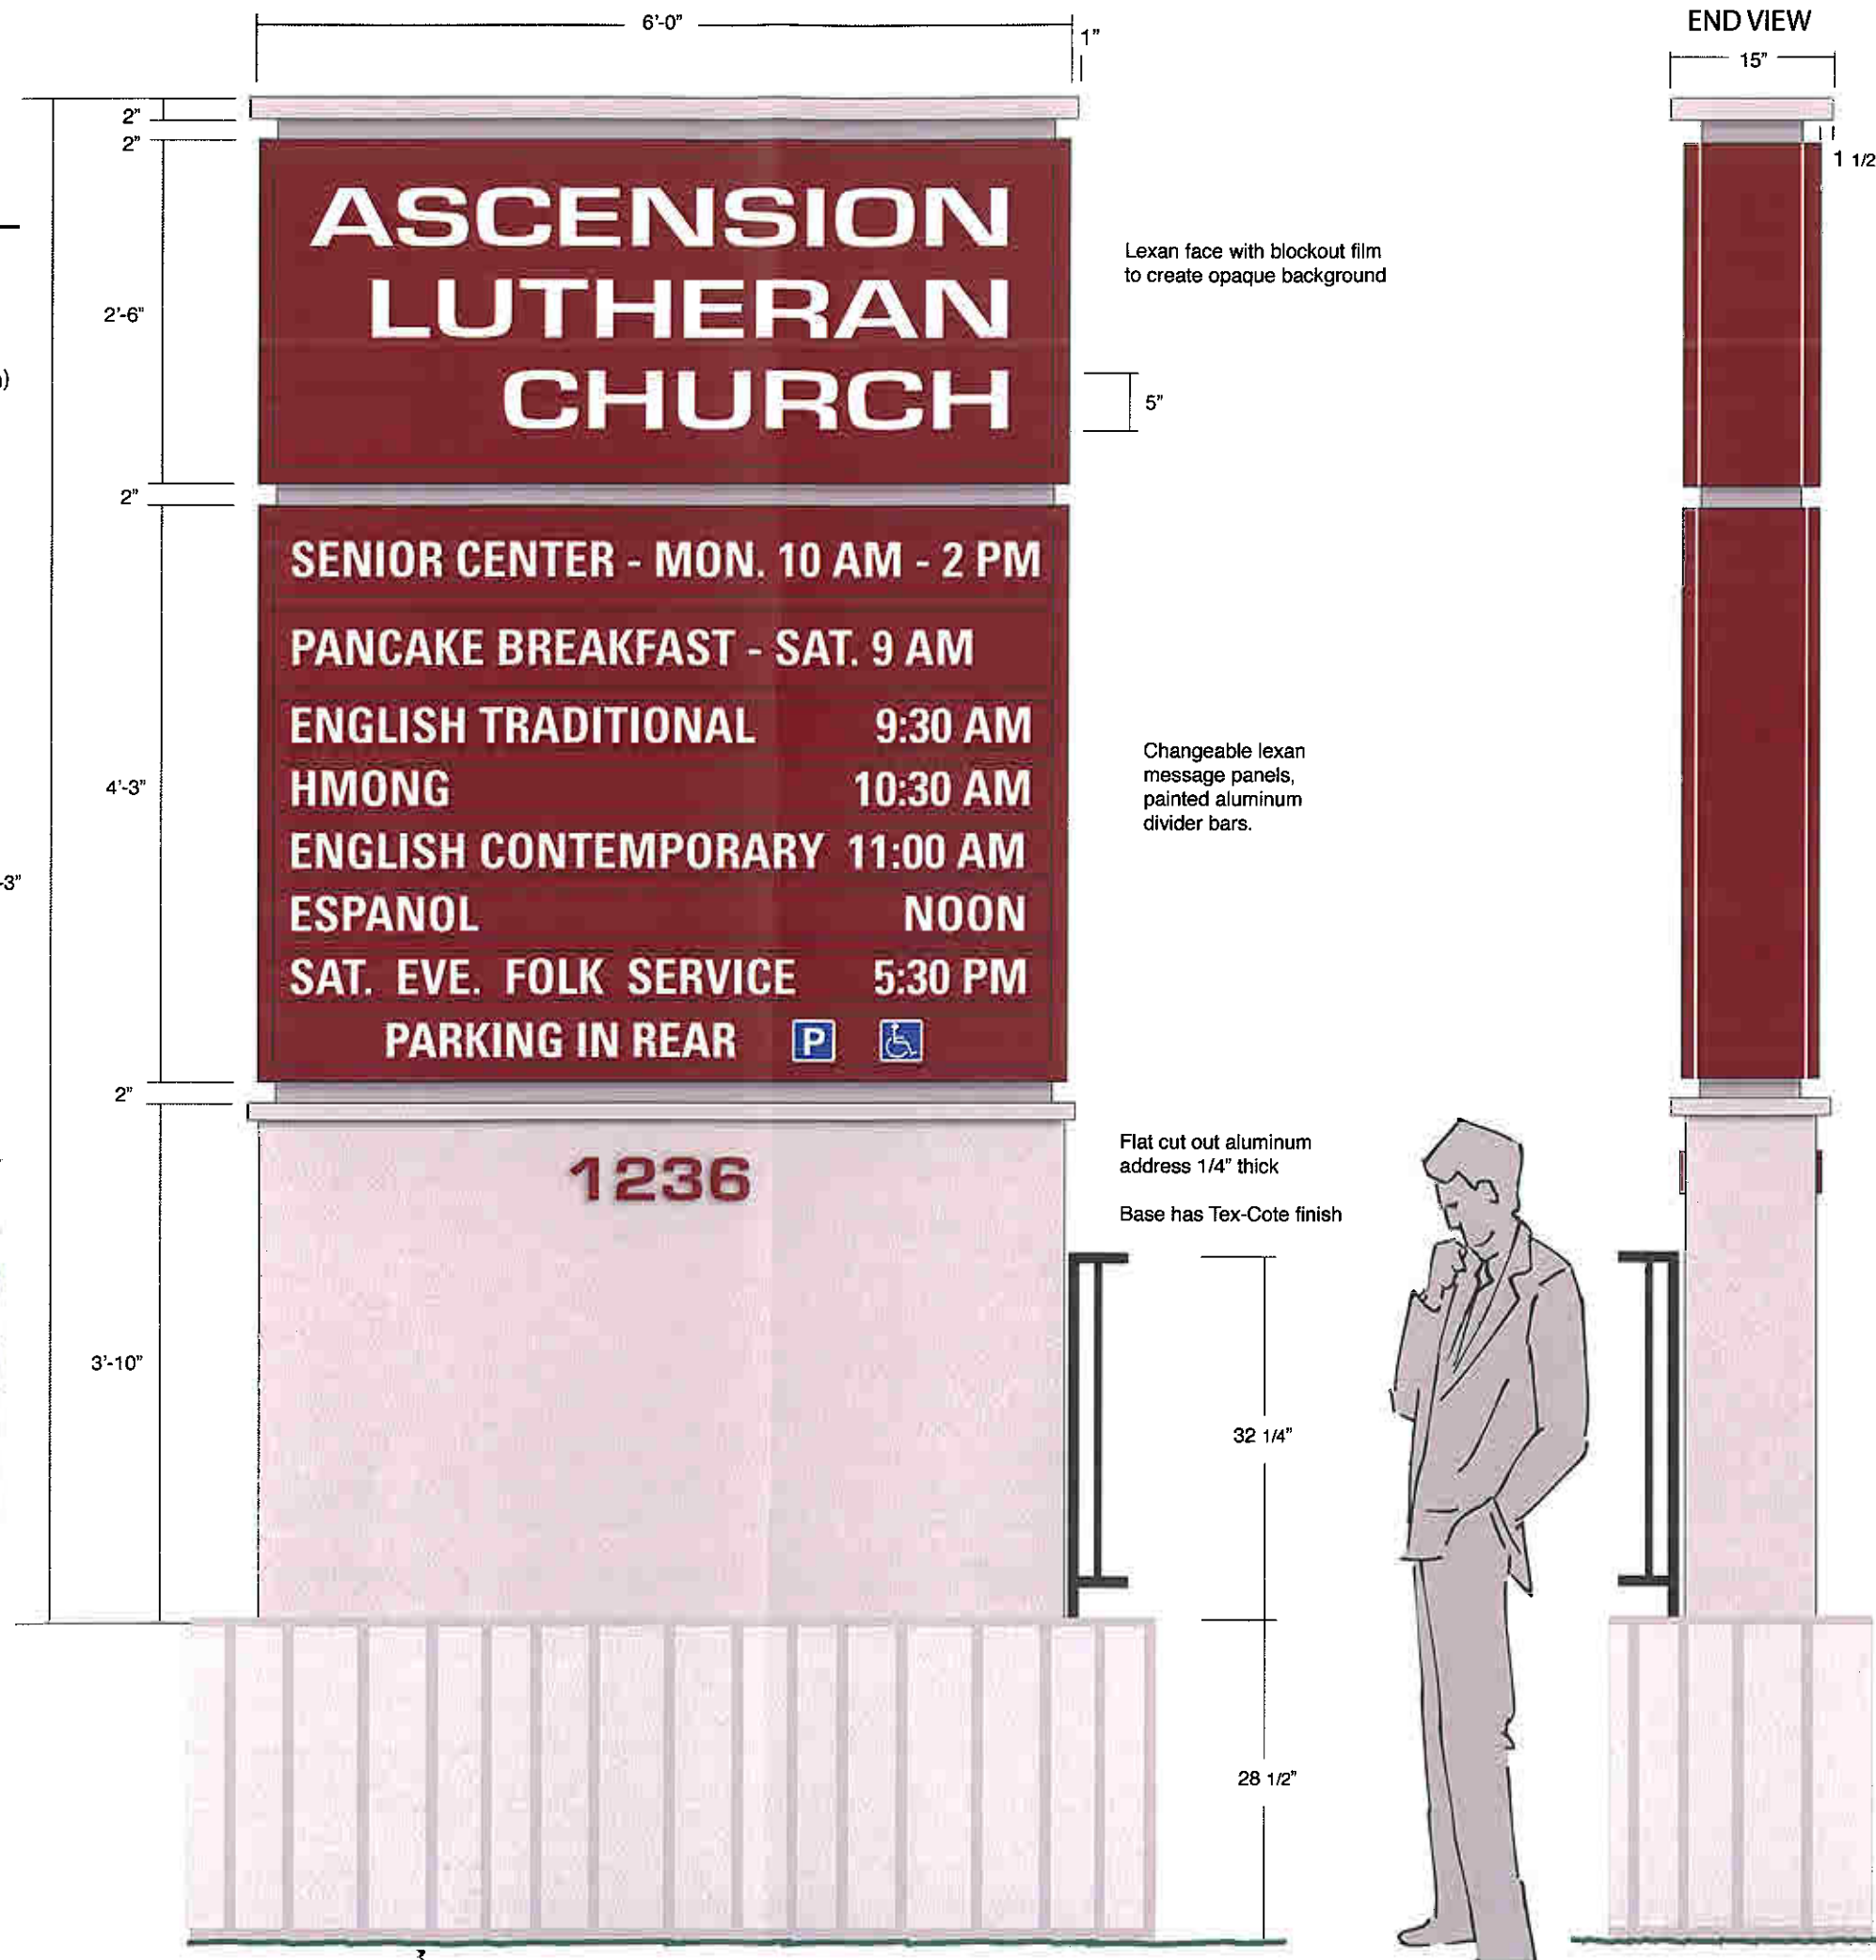 6'-0"
1"
END VIEW
15"
2"
2"
1 1/2
ASCENSION
LUTHERAN
CHURCH
Lexan face with blockout film
to create opaque background
2'-6"
5"
2"
SENIOR CENTER - MON. 10 AM - 2 PM
PANCAKE BREAKFAST - SAT. 9 AM
ENGLISH TRADITIONAL 9:30 AM
HMONG 10:30 AM
ENGLISH CONTEMPORARY 11:00 AM
ESPANOL NOON
SAT. EVE. FOLK SERVICE 5:30 PM
PARKING IN REAR P
Changeable lexan
message panels,
painted aluminum
divider bars.
4'-3"
-3"
2"
1236
Flat cut out aluminum
address 1/4" thick
Base has Tex-Cote finish
3'-10"
32 1/4"
28 1/2"